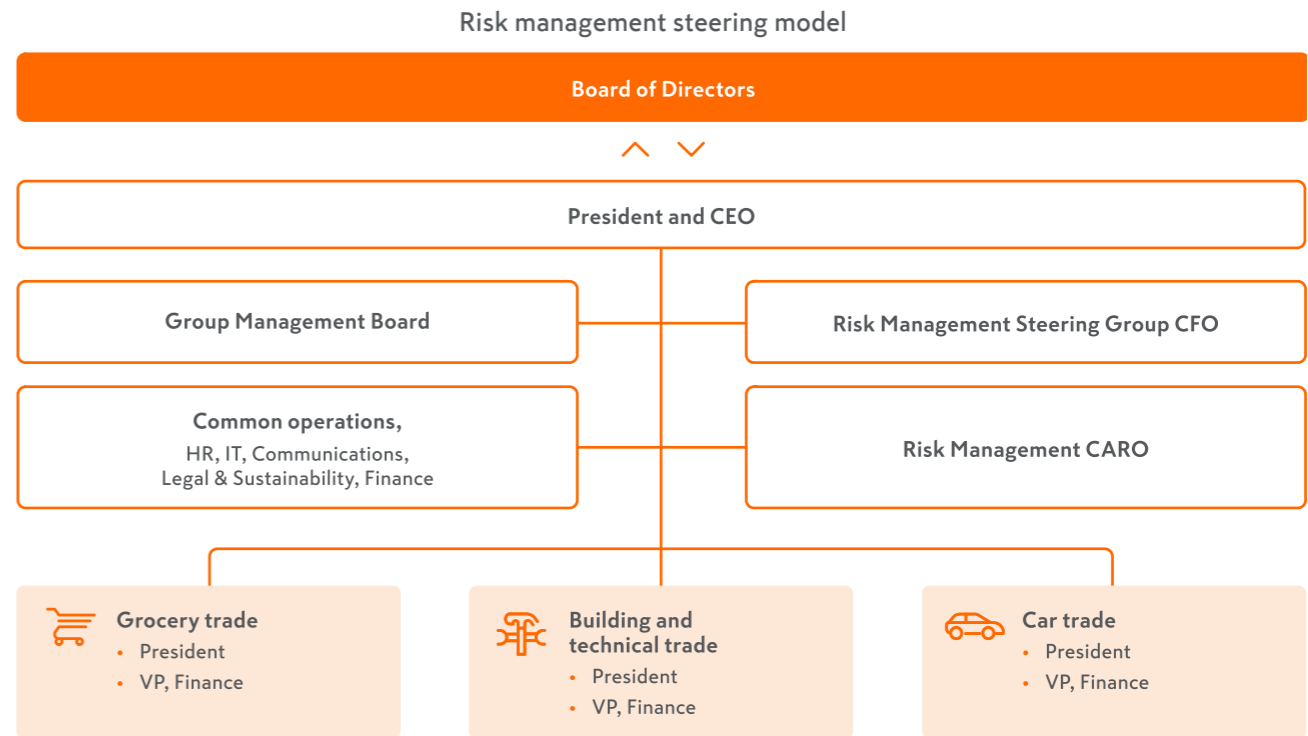 Risk management steering model
Board of Directors
President and CEO
Group Management Board
Risk Management Steering Group CFO
Common operations,
HR, IT, Communications,
Legal & Sustainability, Finance
Risk Management CARO
Grocery trade
• President
• VP, Finance
Building and
technical trade
• President
• VP, Finance
Car trade
• President
• VP, Finance